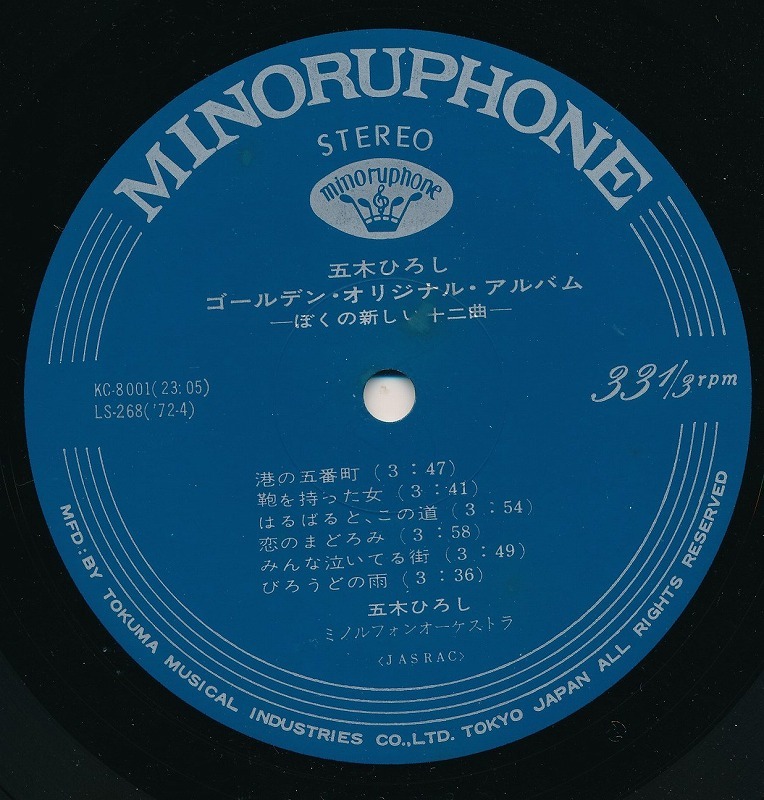 MINORUPHONE
STEREO
minoruphone
五木ひろし
ゴールデン・オリジナル・アルバム
―ぼくの新しい十二曲―
KC-8001(23:05)
LS-268('72-4)
33 1/3 rpm
港の五番町(3:47)
鞄を持った女(3:41)
はるばると、この道(3:54)
恋のまどろみ(3:58)
みんな泣いてる街(3:49)
びろうどの雨(3:36)
五木ひろし
ミノルフォンオーケストラ
〈JASRAC〉
MFD: BY TOKUMA MUSICAL INDUSTRIES CO.,LTD. TOKYO JAPAN ALL RIGHTS RESERVED